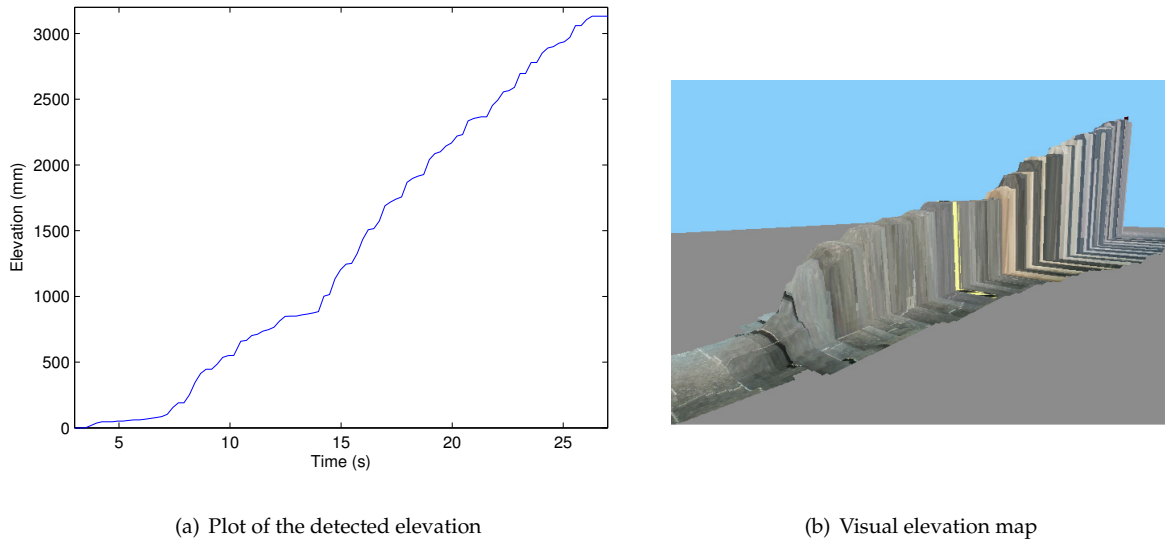 3000
2500
2000
1500
1000
500
0
Elevation (mm)
5 10 15 20 25
Time (s)
(a) Plot of the detected elevation
(b) Visual elevation map